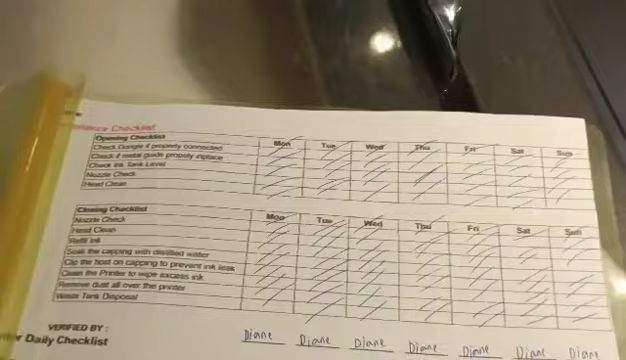 nance Checklist
Opening Checklist Mon Tue Wed Thu Fri Sat Sun
Check Dongle if properly connected
Check if metal guide properly inplace
Check Ink Tank Level
Nozzle Check
Head Clean
Closing Checklist Mon Tue Wed Thu Fri Sat Sun
Nozzle Check
Head Clean
Refill Ink
Soak the capping with distilled water
Clip the host on capping to prevent ink leak
Clean the Printer to wipe excess ink
Remove dust all over the printer
Waste Tank Disposal
VERIFIED BY : Diane Diane Diane Diane Diane Diane Diane
ter Daily Checklist